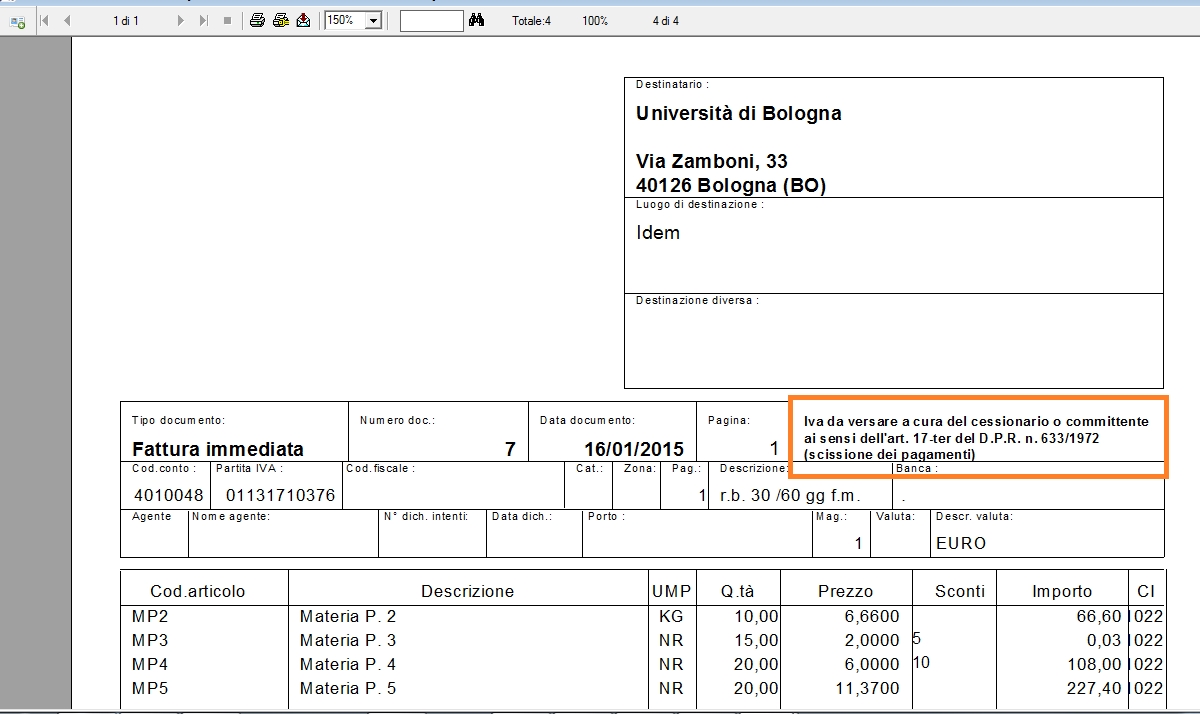 1 di 1 150% Totale:4 100% 4 di 4
Destinatario :
Università di Bologna
Via Zamboni, 33
40126 Bologna (BO)
Luogo di destinazione :
Idem
Destinazione diversa :
Tipo documento: Numero doc.: Data documento: Pagina:
Fattura immediata 7 16/01/2015 1
Iva da versare a cura del cessionario o committente
ai sensi dell'art. 17-ter del D.P.R. n. 633/1972
(scissione dei pagamenti)
Cod.conto : Partita IVA : Cod.fiscale : Cat.: Zona: Pag.: Descrizione: Banca :
4010048 01131710376 1 r.b. 30 /60 gg f.m. .
Agente Nome agente: N° dich. intenti: Data dich.: Porto : Mag.: Valuta: Descr. valuta:
1 EURO
Cod.articolo Descrizione UMP Q.tà Prezzo Sconti Importo CI
MP2 Materia P. 2 KG 10,00 6,6600 66,60 1022
MP3 Materia P. 3 NR 15,00 2,0000 5 0,03 1022
MP4 Materia P. 4 NR 20,00 6,0000 10 108,00 1022
MP5 Materia P. 5 NR 20,00 11,3700 227,40 1022